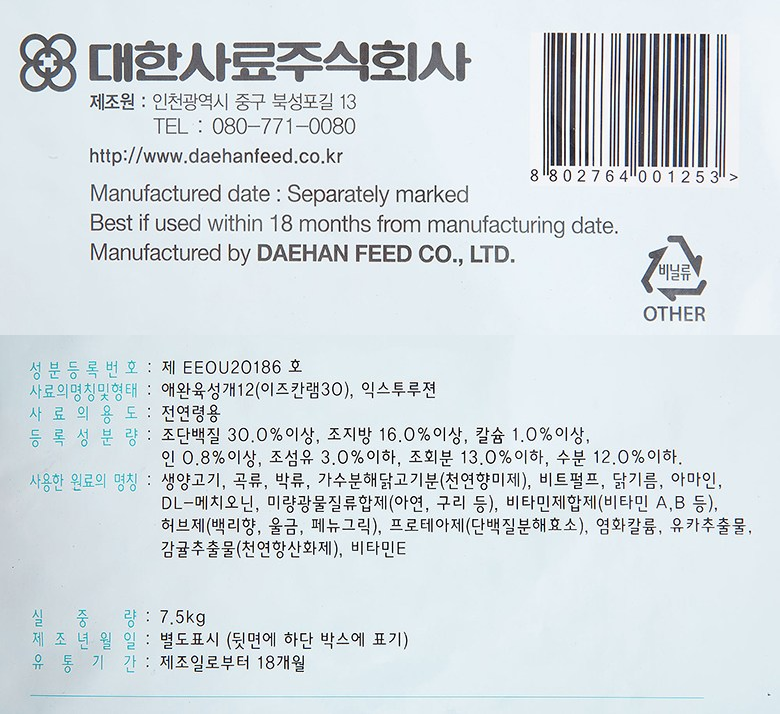 대한사료주식회사
제조원 : 인천광역시 중구 북성포길 13
TEL : 080-771-0080
http://www.daehanfeed.co.kr
8 802764 001253 >
Manufactured date : Separately marked
Best if used within 18 months from manufacturing date.
Manufactured by DAEHAN FEED CO., LTD.
비닐류
OTHER
성분등록번호 : 제 EEOU20186 호
사료의명칭및형태 : 애완육성개12(이즈칸램30), 익스투루젼
사료의용도 : 전연령용
등록성분량 : 조단백질 30.0%이상, 조지방 16.0%이상, 칼슘 1.0%이상,
인 0.8%이상, 조섬유 3.0%이하, 조회분 13.0%이하, 수분 12.0%이하.
사용한 원료의 명칭 : 생양고기, 곡류, 박류, 가수분해닭고기분(천연향미제), 비트펄프, 닭기름, 아마인,
DL-메치오닌, 미량광물질류합제(아연, 구리 등), 비타민제합제(비타민 A,B 등),
허브제(백리향, 울금, 페뉴그릭), 프로테아제(단백질분해효소), 염화칼륨, 유카추출물,
감귤추출물(천연항산화제), 비타민E
실중량 : 7.5kg
제조년월일 : 별도표시 (뒷면에 하단 박스에 표기)
유통기간 : 제조일로부터 18개월